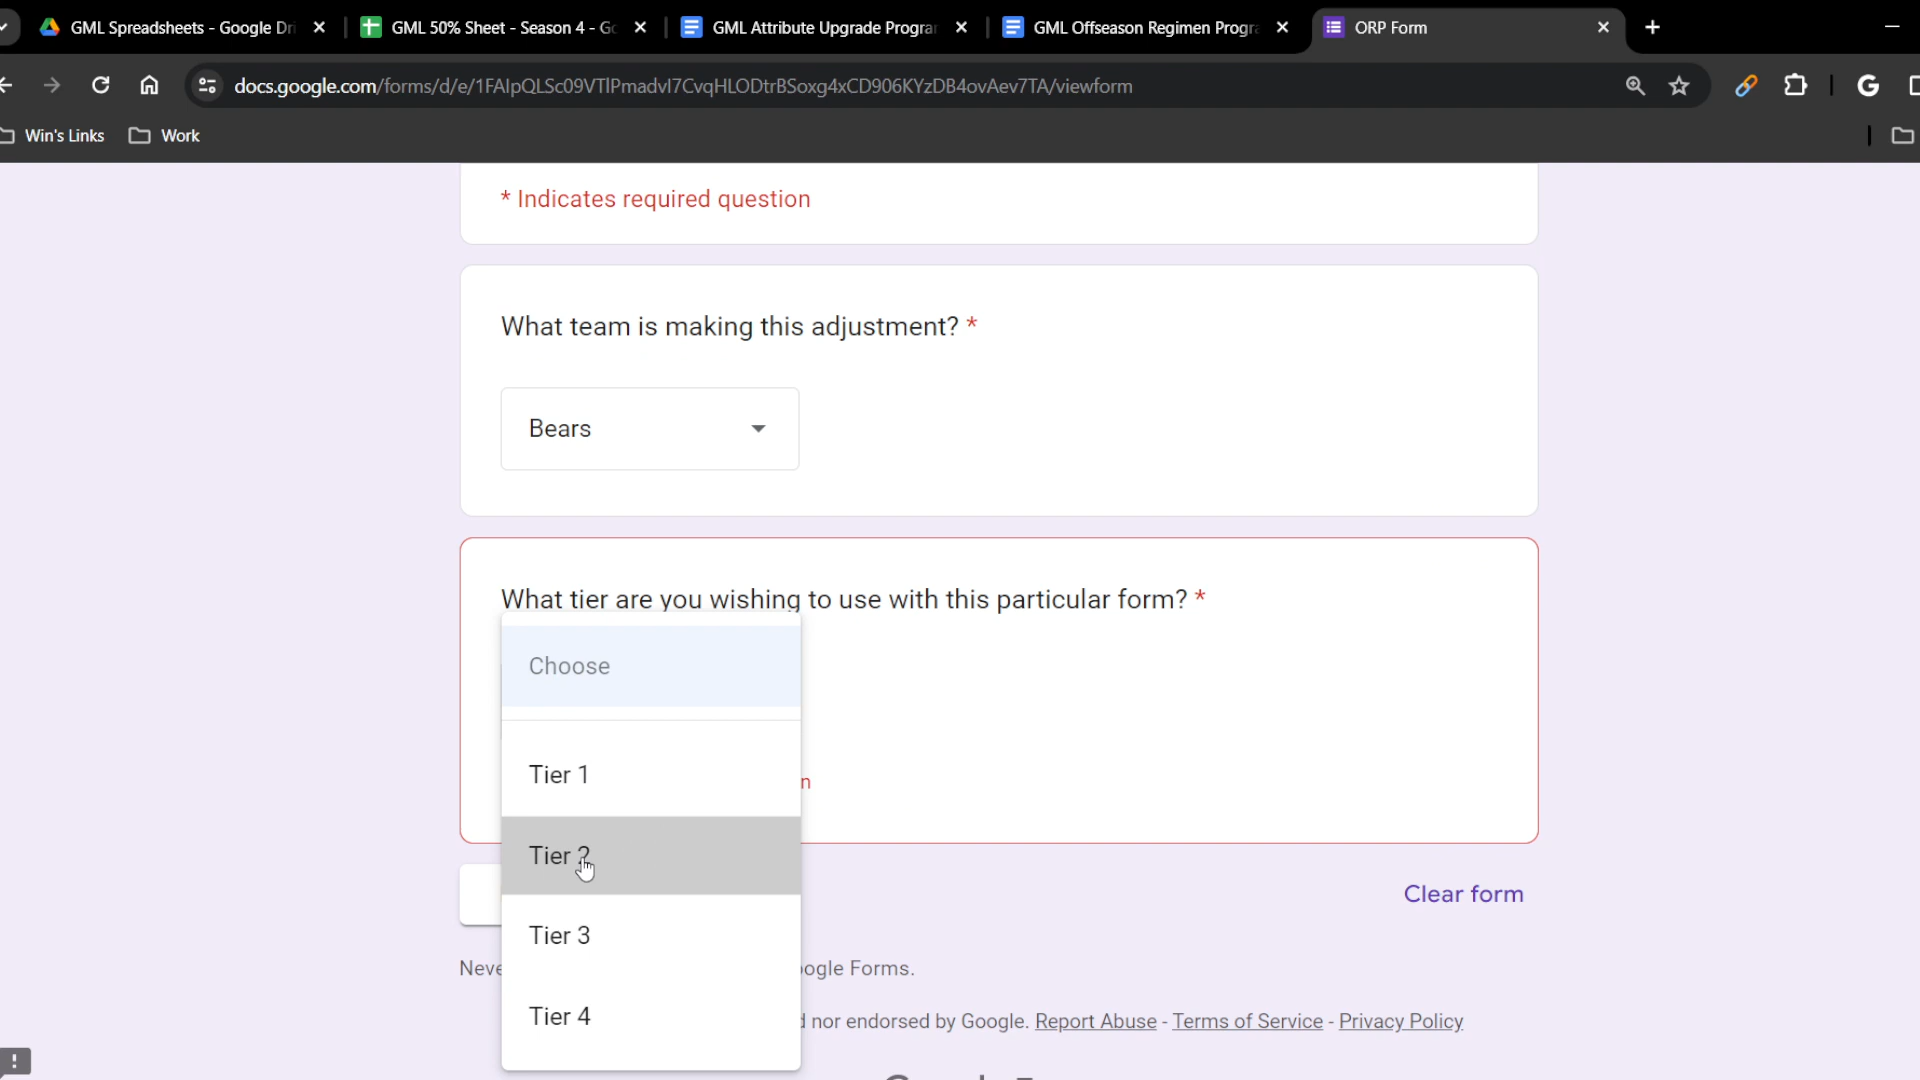 GML Spreadsheets - Google Dri
GML 50% Sheet - Season 4 - Go
GML Attribute Upgrade Program
GML Offseason Regimen Progra
ORP Form
docs.google.com/forms/d/e/1FAIpQLSc09VTlPmadvI7CvqHLODtrBSoxg4xCD906KYzDB4ovAev7TA/viewform
Win's Links
Work
* Indicates required question
What team is making this adjustment? *
Bears
What tier are you wishing to use with this particular form? *
Choose
Tier 1
n
Tier 2
Clear form
Tier 3
Neve
ogle Forms.
Tier 4
d nor endorsed by Google. Report Abuse - Terms of Service - Privacy Policy